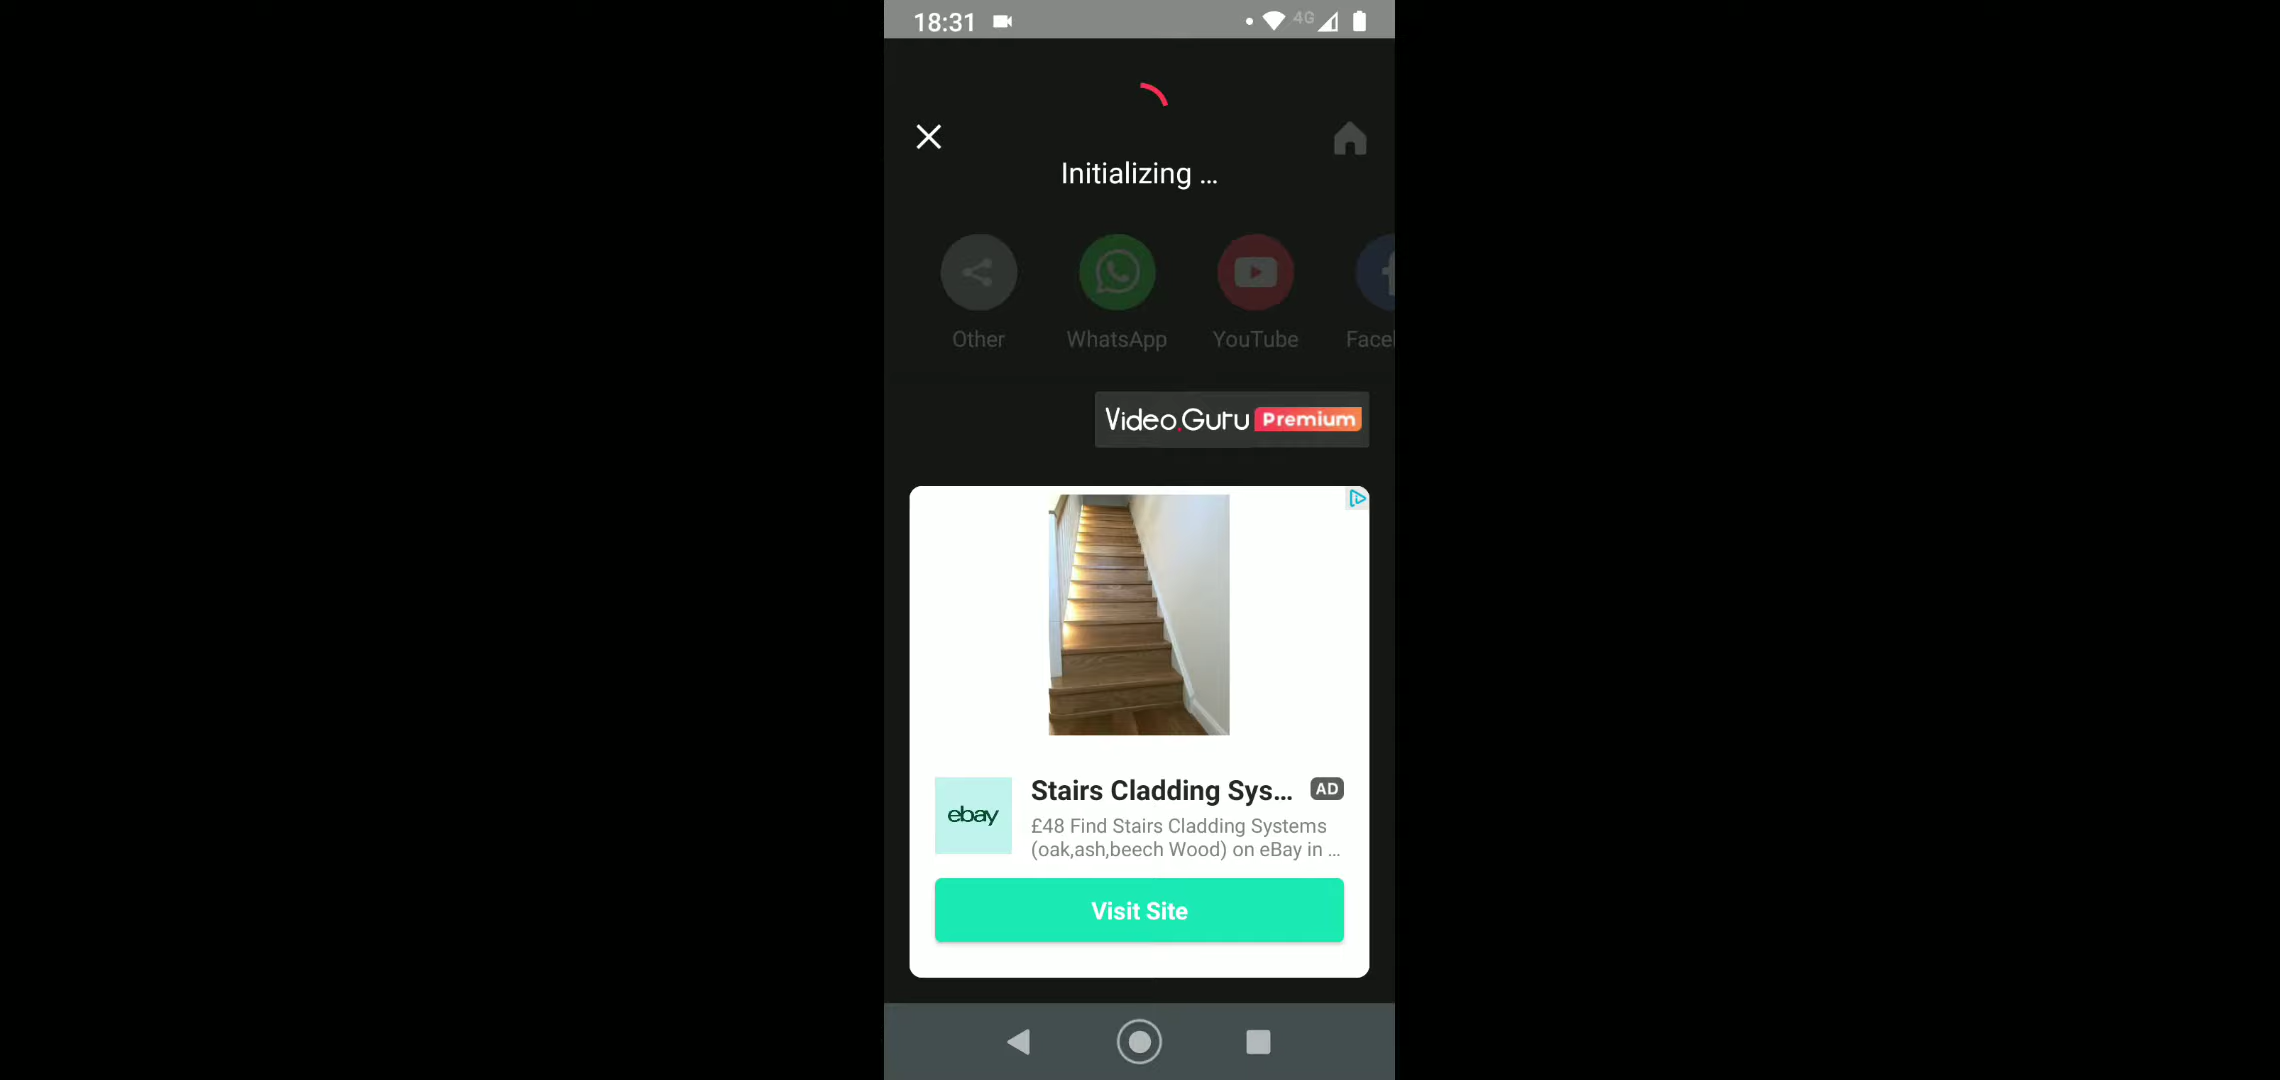 18:31
4G
Initializing ...
Other WhatsApp YouTube Face
Video.Guru Premium
Stairs Cladding Sys... AD
ebay
£48 Find Stairs Cladding Systems
(oak,ash,beech Wood) on eBay in ...
Visit Site